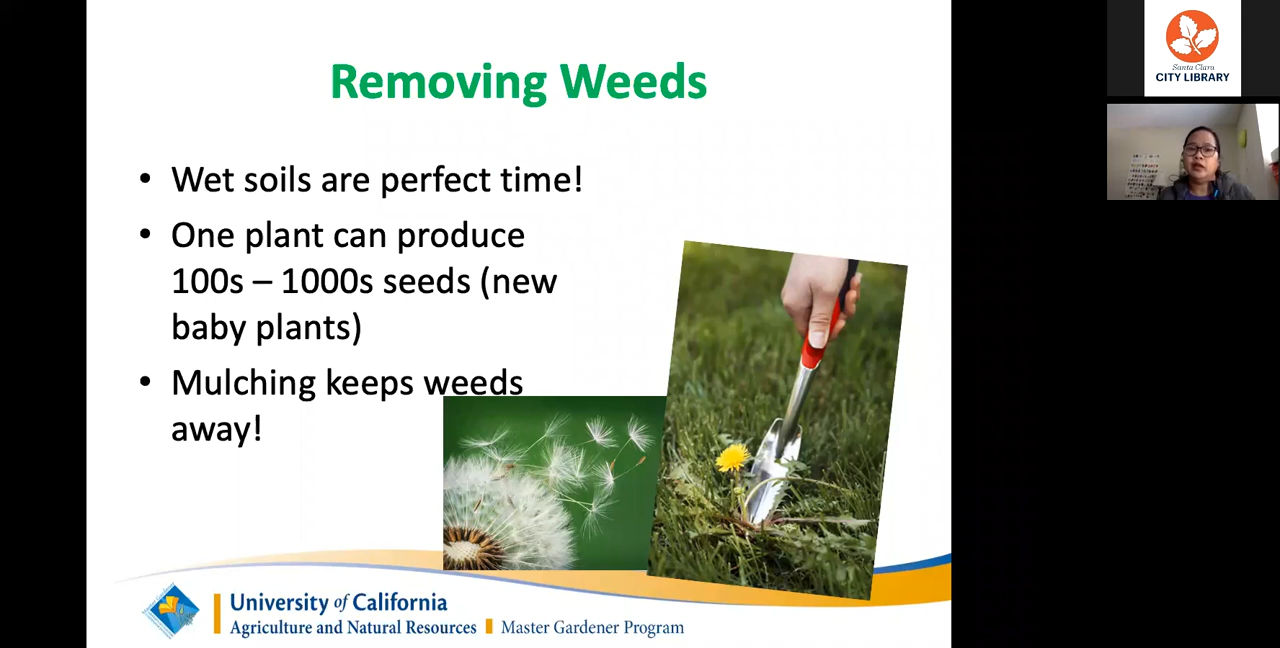 Removing Weeds
• Wet soils are perfect time!
• One plant can produce
100s – 1000s seeds (new
baby plants)
• Mulching keeps weeds
away!
University of California
Agriculture and Natural Resources Master Gardener Program
Santa Clara
CITY LIBRARY